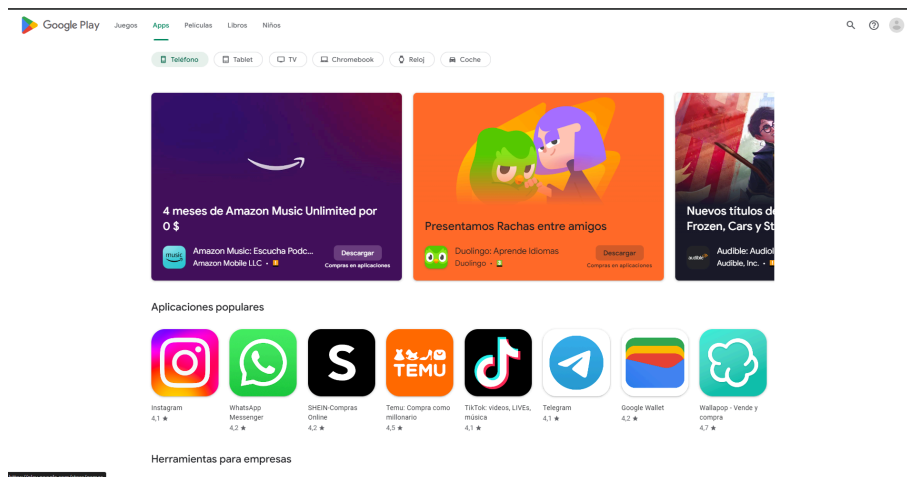 Google Play
Juegos
Apps
Películas
Libros
Niños
Teléfono
Tablet
TV
Chromebook
Reloj
Coche
4 meses de Amazon Music Unlimited por
0 $
music
Amazon Music: Escucha Podc...
Amazon Mobile LLC •
Descargar
Compras en aplicaciones
Presentamos Rachas entre amigos
Duolingo: Aprende Idiomas
Duolingo •
Descargar
Compras en aplicaciones
Nuevos títulos d
Frozen, Cars y St
audible
Audible: Audiol
Audible, Inc. •
Aplicaciones populares
S
TEMU
Instagram
4,1 ★
WhatsApp
Messenger
4,2 ★
SHEIN-Compras
Online
4,2 ★
Temu: Compra como
millonario
4,5 ★
TikTok: videos, LIVEs,
música
4,1 ★
Telegram
4,1 ★
Google Wallet
4,2 ★
Wallapop - Vende y
compra
4,7 ★
Herramientas para empresas